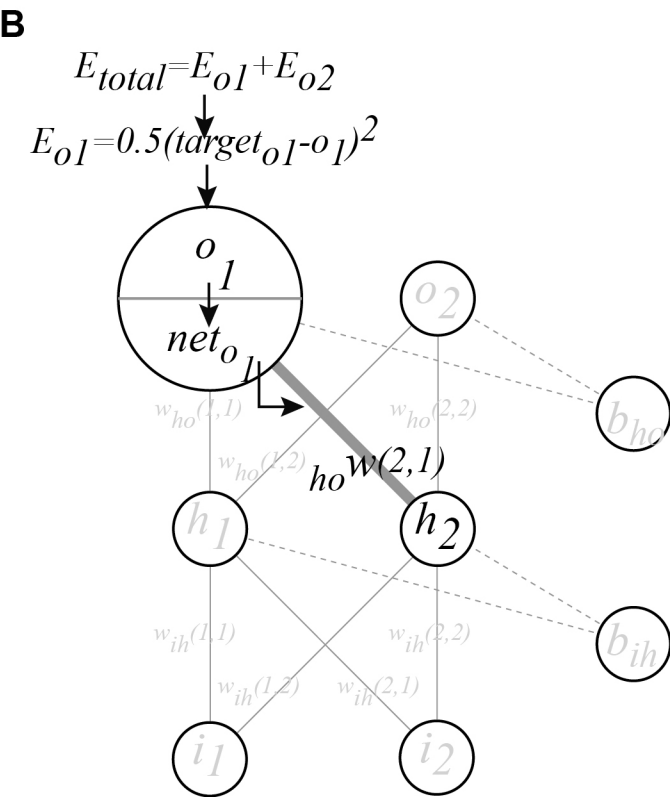 B
E_total=E_o1+E_o2
E_o1=0.5(target_o1-o_1)^2
o_1
o_2
net_o_1
b_ho
w_ho(1,1)
w_ho(2,2)
w_ho(1,2)
_how(2,1)
h_1
h_2
w_ih(1,1)
w_ih(2,2)
b_ih
w_ih(1,2)
w_ih(2,1)
i_1
i_2